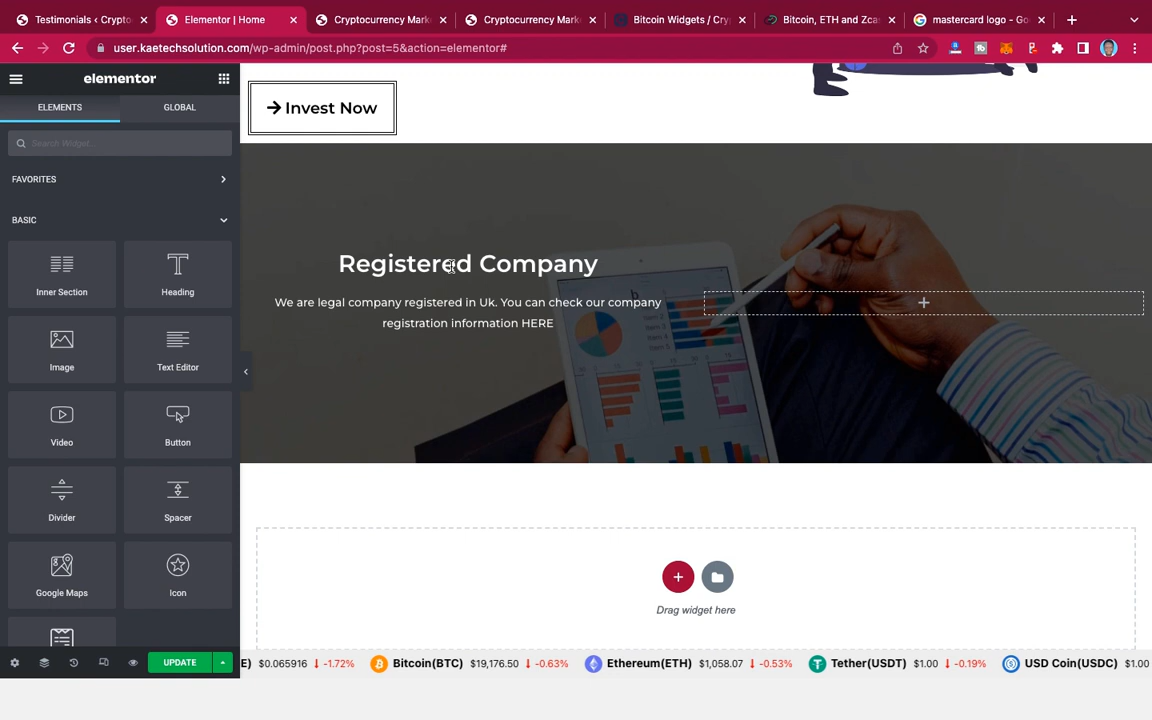 Testimonials ‹ Crypto
Elementor | Home
Cryptocurrency Mark
Cryptocurrency Mark
Bitcoin Widgets / Cry
Bitcoin, ETH and Zcas
mastercard logo - Go
user.kaetechsolution.com/wp-admin/post.php?post=5&action=elementor#
elementor
ELEMENTS
GLOBAL
Search Widget...
FAVORITES
BASIC
Inner Section
Heading
Image
Text Editor
Video
Button
Divider
Spacer
Google Maps
Icon
UPDATE
Invest Now
Registered Company
We are legal company registered in Uk. You can check our company
registration information HERE
Drag widget here
E) $0.065916 -1.72% Bitcoin(BTC) $19,176.50 -0.63% Ethereum(ETH) $1,058.07 -0.53% Tether(USDT) $1.00 -0.19% USD Coin(USDC) $1.00